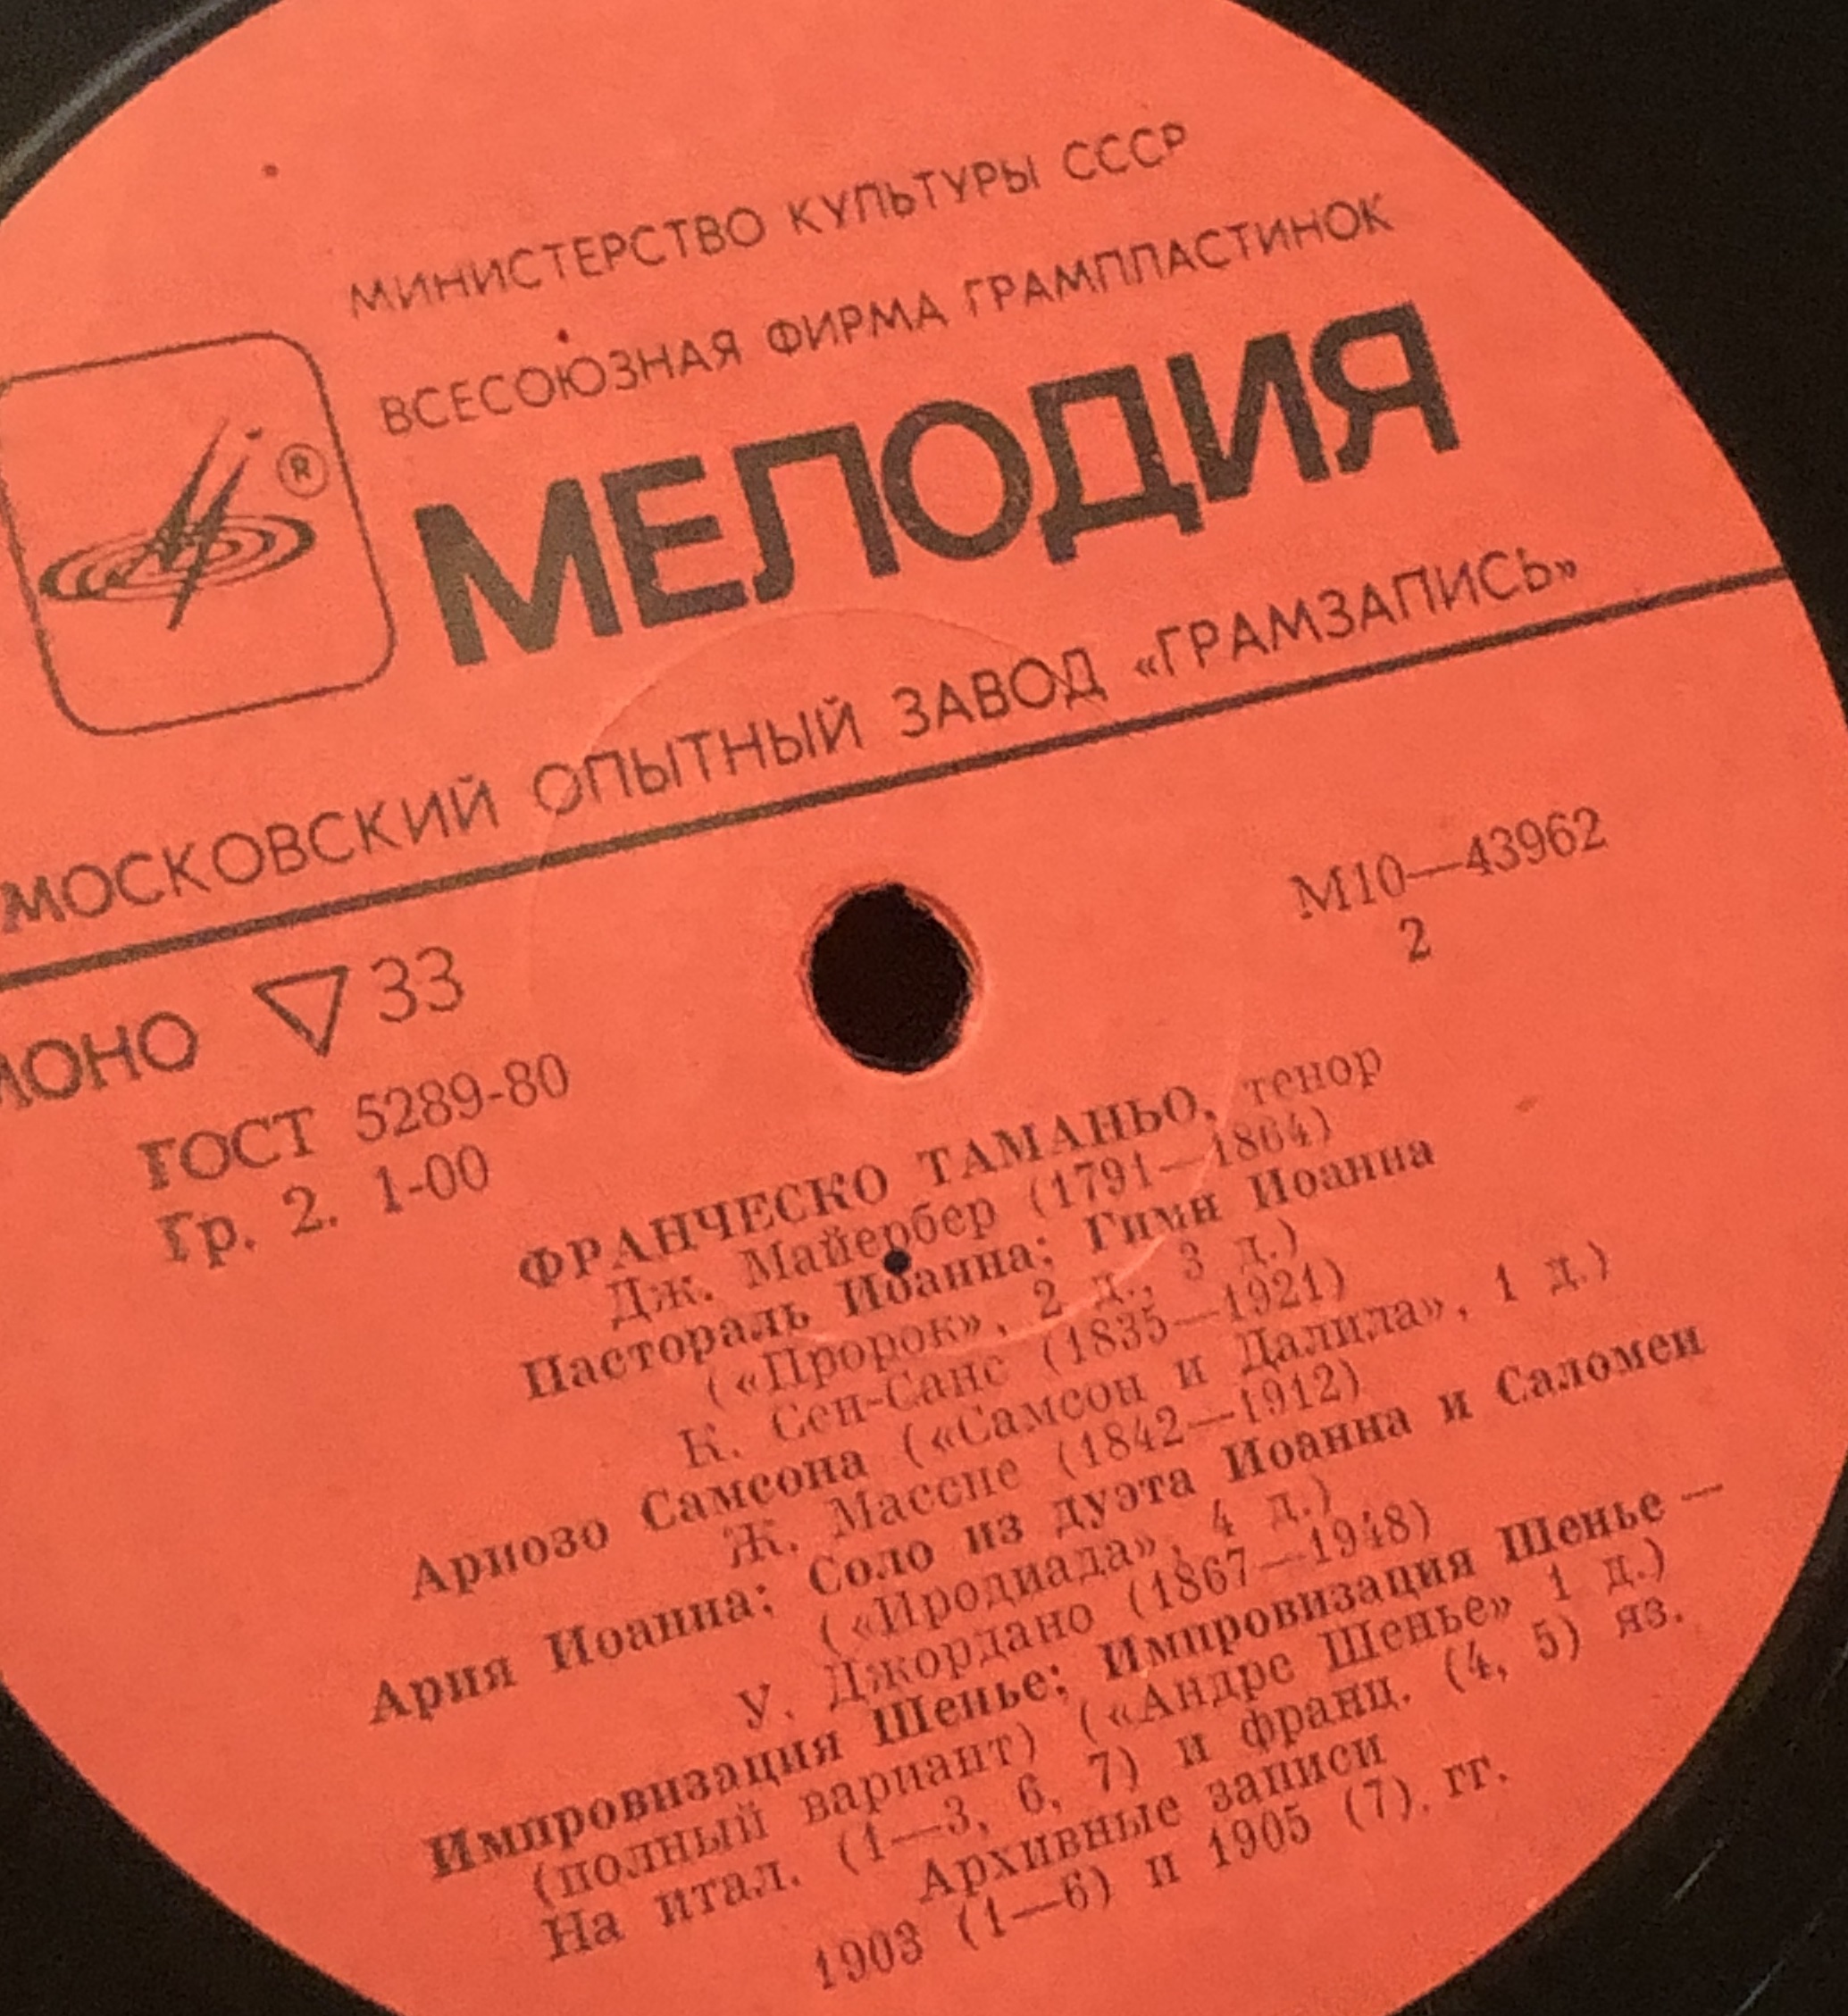 МИНИСТЕРСТВО КУЛЬТУРЫ СССР
ВСЕСОЮЗНАЯ ФИРМА ГРАМПЛАСТИНОК
®
МЕЛОДИЯ
МОСКОВСКИЙ ОПЫТНЫЙ ЗАВОД «ГРАМЗАПИСЬ»
МОНО ▽ 33
М10—43962
2
ГОСТ 5289-80
Гр. 2. 1-00
ФРАНЧЕСКО ТАМАНЬО, тенор
Дж. Майербер (1791—1864)
Пастораль Иоанна; Гимн Иоанна
(«Пророк», 2 д., 3 д.)
К. Сен-Санс (1835—1921)
Ариозо Самсона («Самсон и Далила», 1 д.)
Ж. Массне (1842—1912)
Ария Иоанна; Соло из дуэта Иоанна и Саломеи
(«Иродиада», 4 д.)
У. Джордано (1867—1948)
Импровизация Шенье; Импровизация Шенье —
(полный вариант) («Андре Шенье» 1 д.)
На итал. (1—3, 6, 7) и франц. (4, 5) яз.
Архивные записи
1903 (1—6) и 1905 (7). гг.